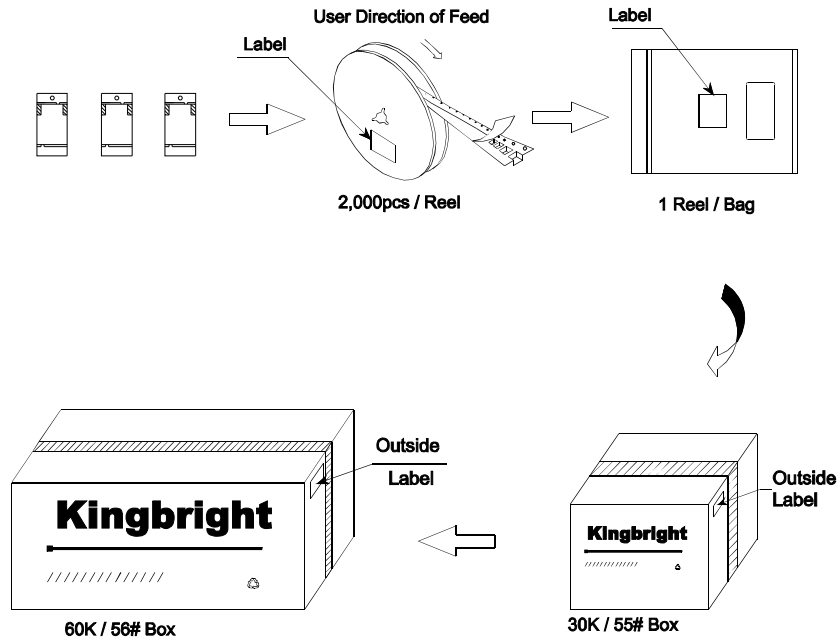 User Direction of Feed
Label
Label
2,000pcs / Reel
1 Reel / Bag
Outside
Label
Kingbright
60K / 56# Box
Outside
Label
Kingbright
30K / 55# Box